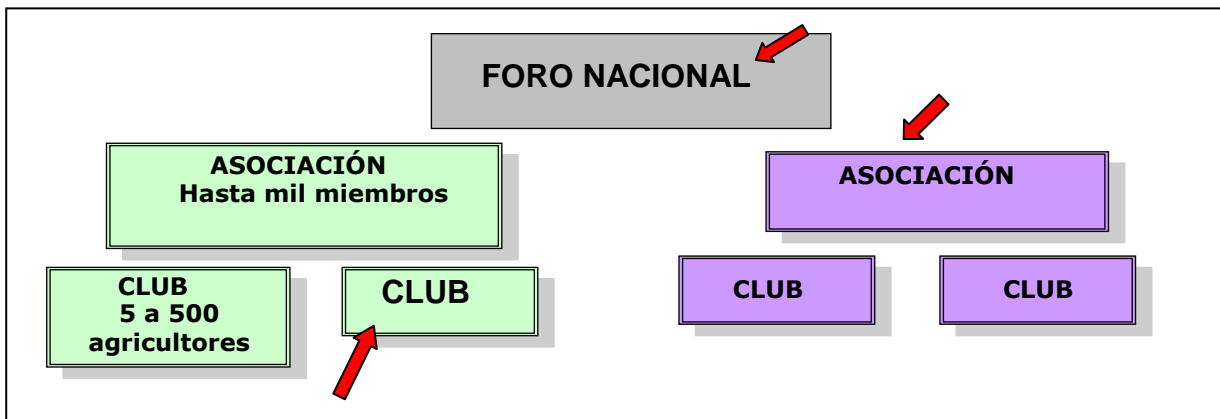 FORO NACIONAL
ASOCIACIÓN
Hasta mil miembros
ASOCIACIÓN
CLUB
5 a 500
agricultores
CLUB
CLUB
CLUB